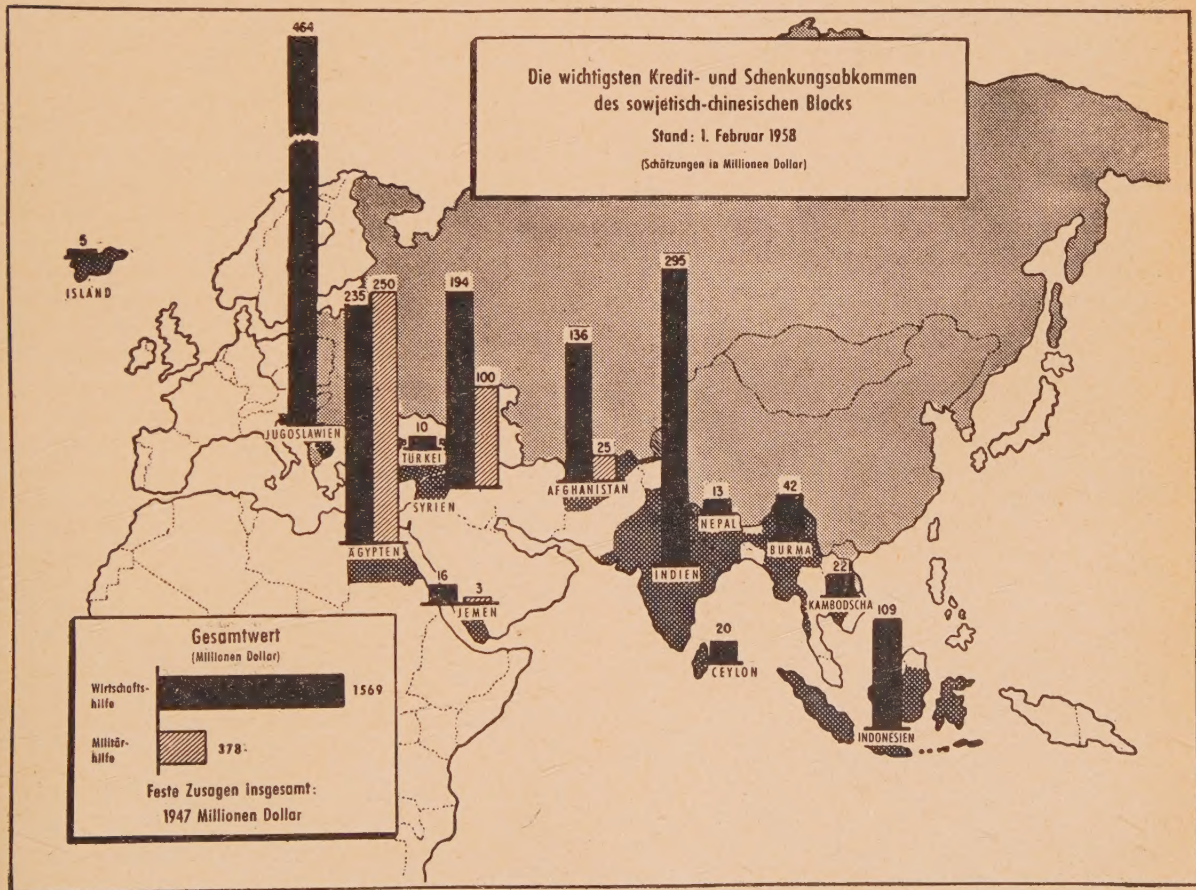 464
Die wichtigsten Kredit- und Schenkungsabkommen
des sowjetisch-chinesischen Blocks
Stand: 1. Februar 1958
(Schätzungen in Millionen Dollar)
5
ISLAND
235
250
194
136
295
100
JUGOSLAWIEN
10
TÜRKEI
25
AFGHANISTAN
SYRIEN
13
NEPAL
42
BURMA
ÄGYPTEN
INDIEN
22
KAMBODSCHA
16
3
JEMEN
109
20
CEYLON
INDONESIEN
Gesamtwert
(Millionen Dollar)
Wirtschafts-
hilfe
1569
Militär-
hilfe
378
Feste Zusagen insgesamt:
1947 Millionen Dollar